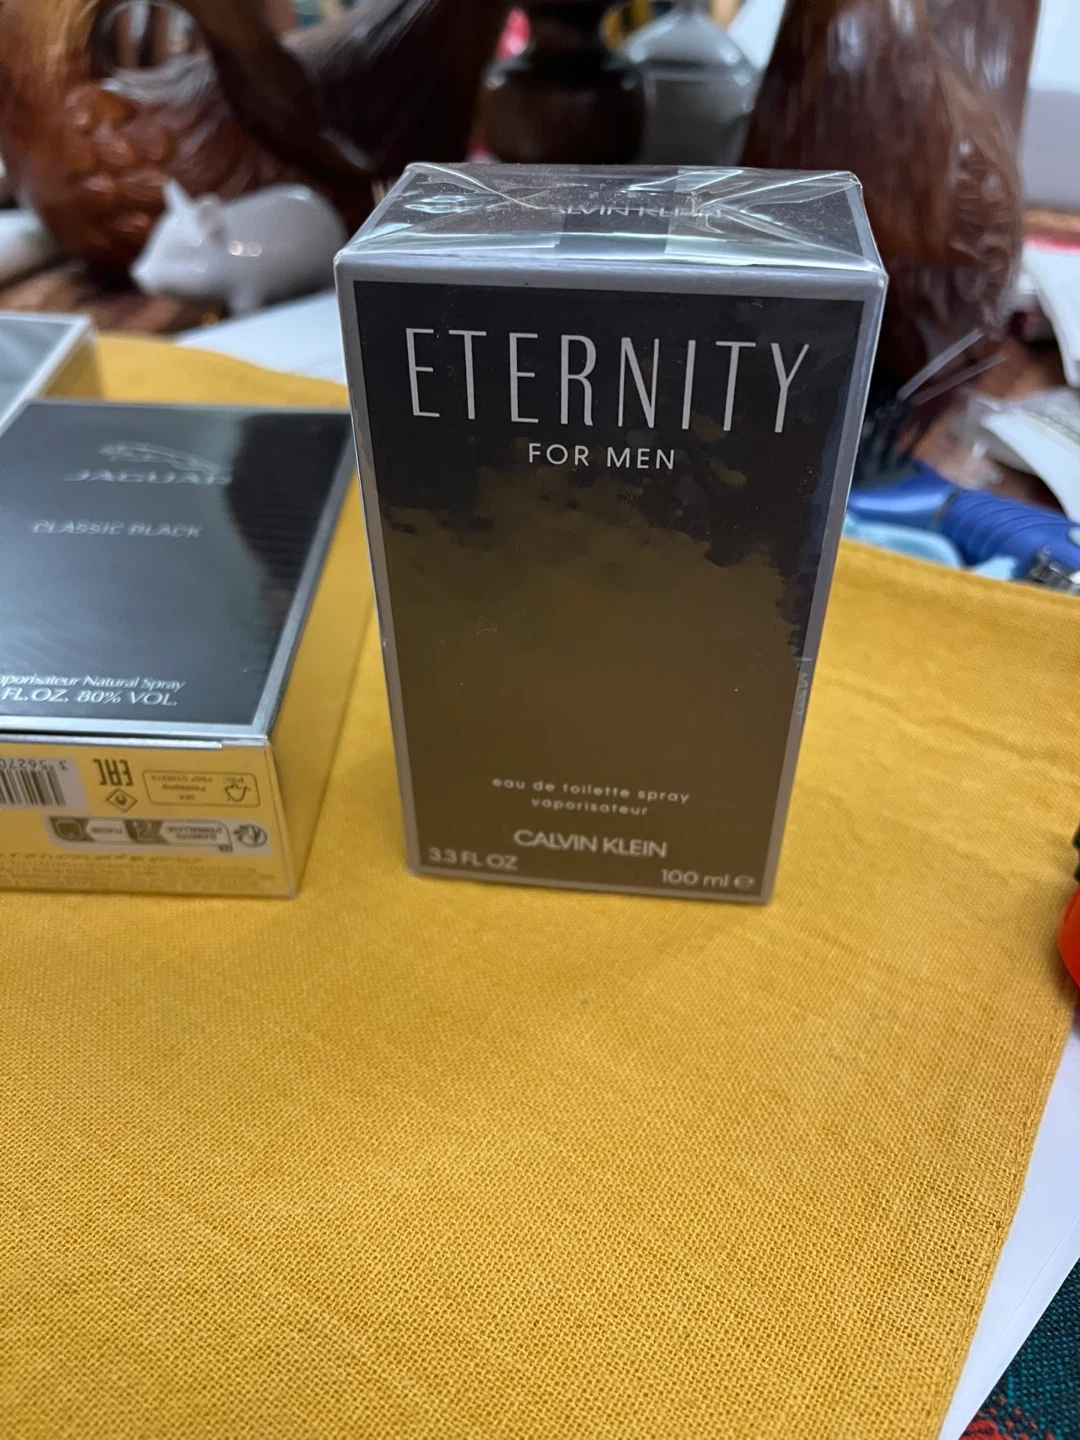 CALVIN KLEIN
ETERNITY
FOR MEN
eau de toilette spray
vaporisateur
CALVIN KLEIN
3.3 FL OZ
100 ml ℮
JAGUAR
CLASSIC BLACK
Natural Spray
FL.OZ. 80% VOL.
EAC